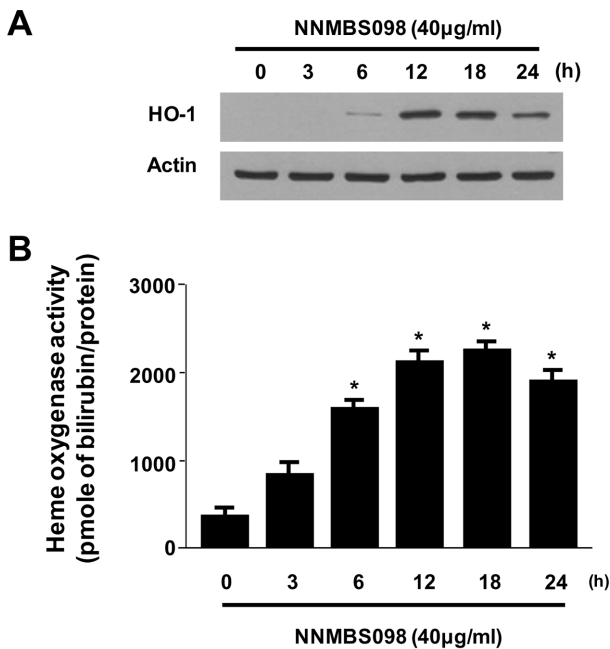 A
NNMBS098 (40µg/ml)
0 3 6 12 18 24 (h)
HO-1
Actin
B
Heme oxygenase activity
(pmole of bilirubin/protein)
3000
2000
1000
0
* * * *
0 3 6 12 18 24 (h)
NNMBS098 (40µg/ml)